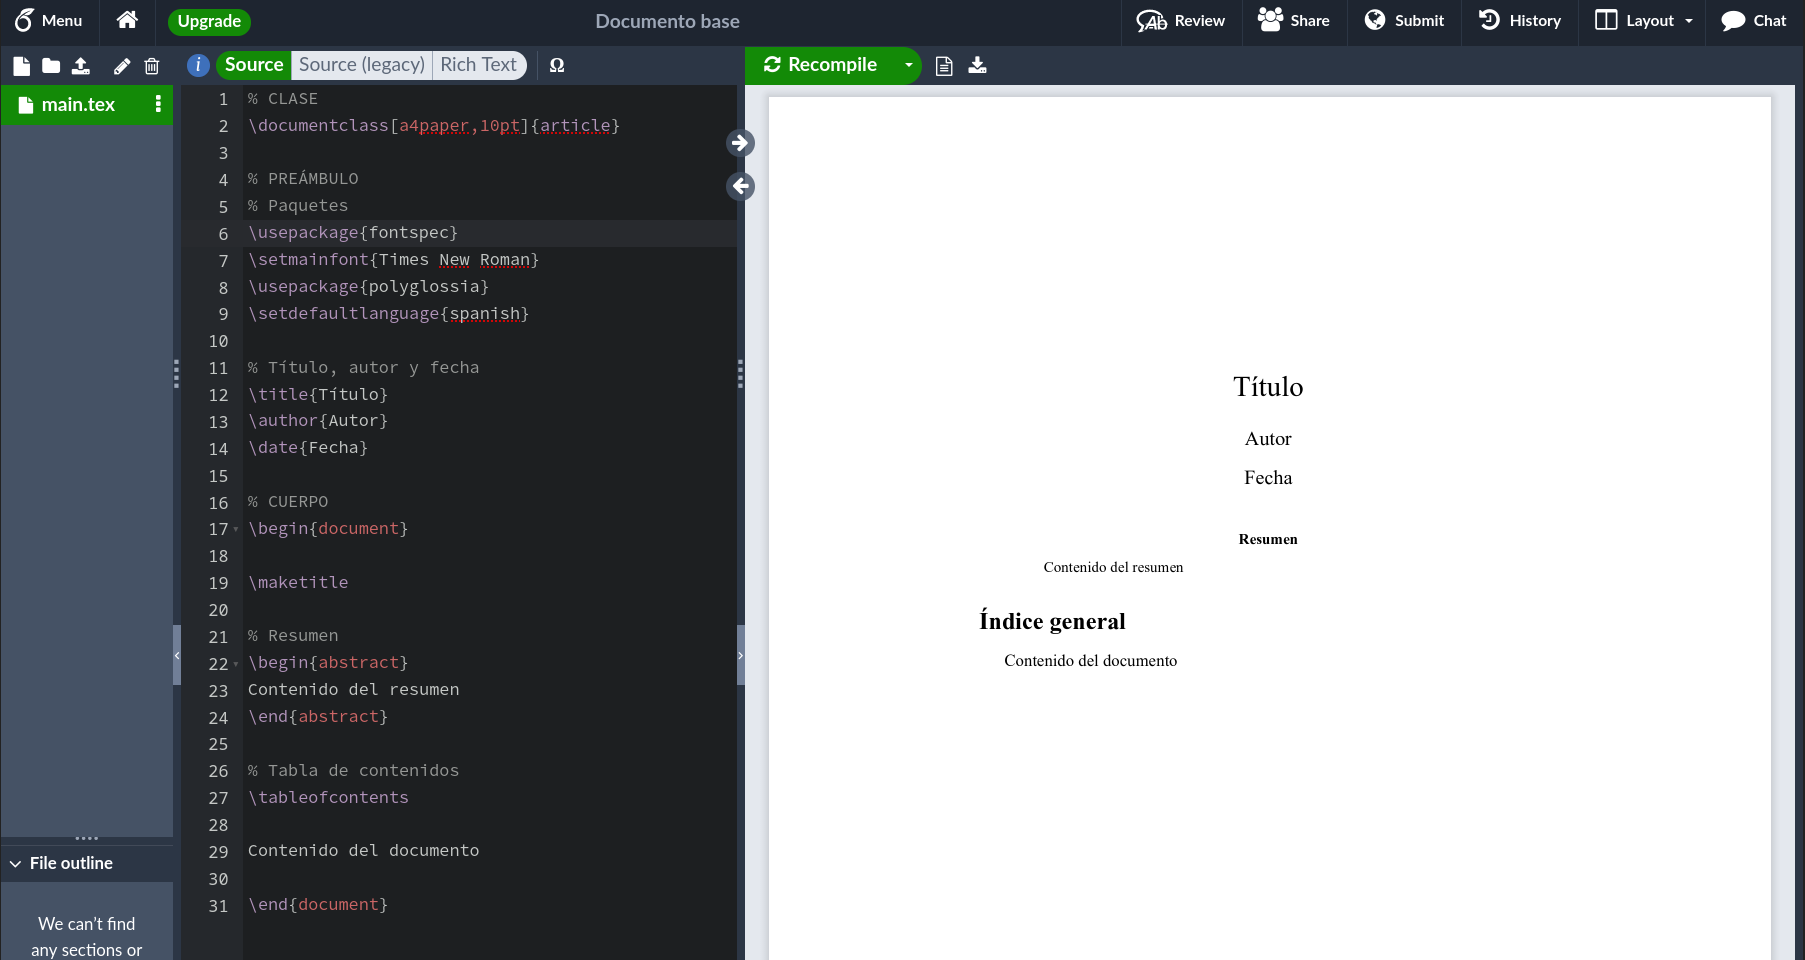 Menu
Upgrade
Documento base
Review
Share
Submit
History
Layout
Chat
i
Source
Source (legacy)
Rich Text
Ω
Recompile
main.tex
1 % CLASE
2 \documentclass[a4paper,10pt]{article}
3
4 % PREÁMBULO
5 % Paquetes
6 \usepackage{fontspec}
7 \setmainfont{Times New Roman}
8 \usepackage{polyglossia}
9 \setdefaultlanguage{spanish}
10
11 % Título, autor y fecha
12 \title{Título}
13 \author{Autor}
14 \date{Fecha}
15
16 % CUERPO
17 \begin{document}
18
19 \maketitle
20
21 % Resumen
22 \begin{abstract}
23 Contenido del resumen
24 \end{abstract}
25
26 % Tabla de contenidos
27 \tableofcontents
28
29 Contenido del documento
30
31 \end{document}
File outline
We can’t find
any sections or
Título
Autor
Fecha
Resumen
Contenido del resumen
Índice general
Contenido del documento